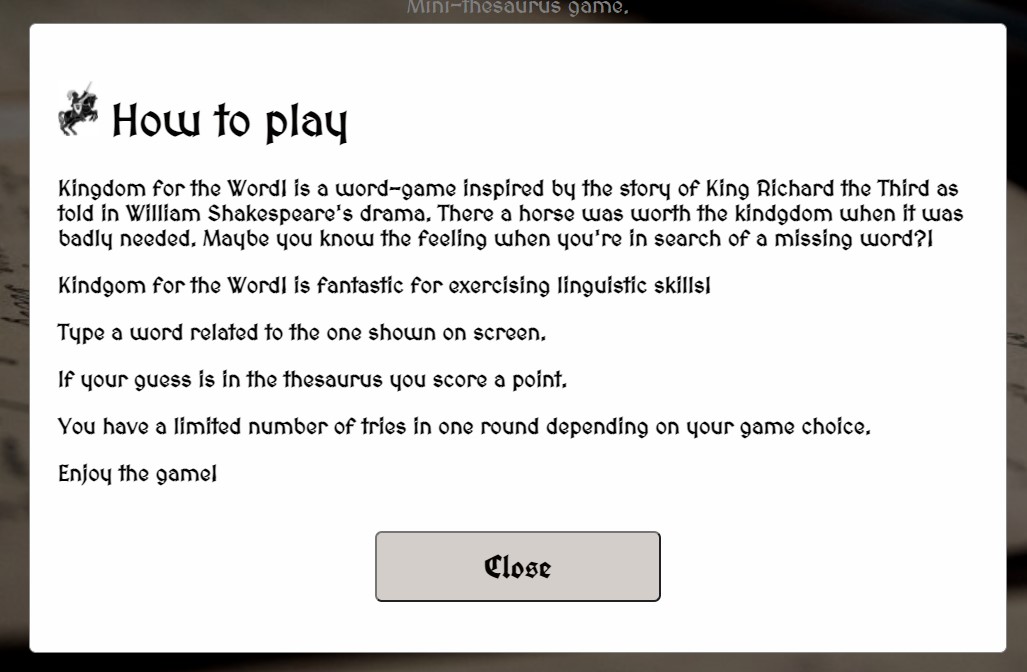 Mini-thesaurus game.
How to play
Kingdom for the Word! is a word-game inspired by the story of King Richard the Third as
told in William Shakespeare's drama. There a horse was worth the kindgdom when it was
badly needed. Maybe you know the feeling when you're in search of a missing word?!
Kindgom for the Word! is fantastic for exercising linguistic skills!
Type a word related to the one shown on screen.
If your guess is in the thesaurus you score a point.
You have a limited number of tries in one round depending on your game choice.
Enjoy the game!
Close